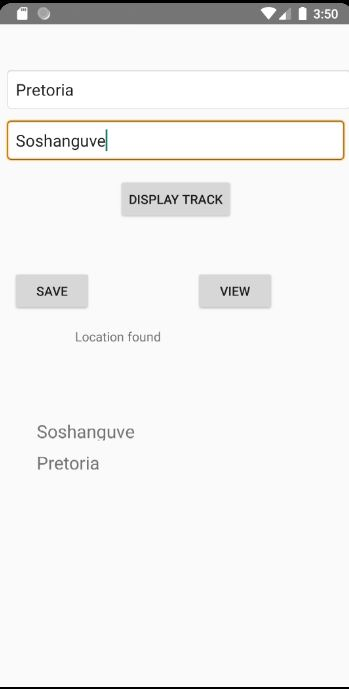 3:50
Pretoria
Soshanguve
DISPLAY TRACK
SAVE VIEW
Location found
Soshanguve
Pretoria